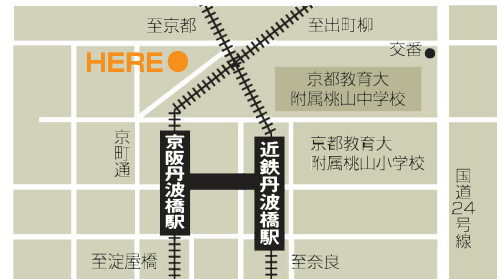 至京都
至出町柳
交番
HERE
京都教育大
附属桃山中学校
京町通
京阪丹波橋駅
近鉄丹波橋駅
京都教育大
附属桃山小学校
国道24号線
至淀屋橋
至奈良